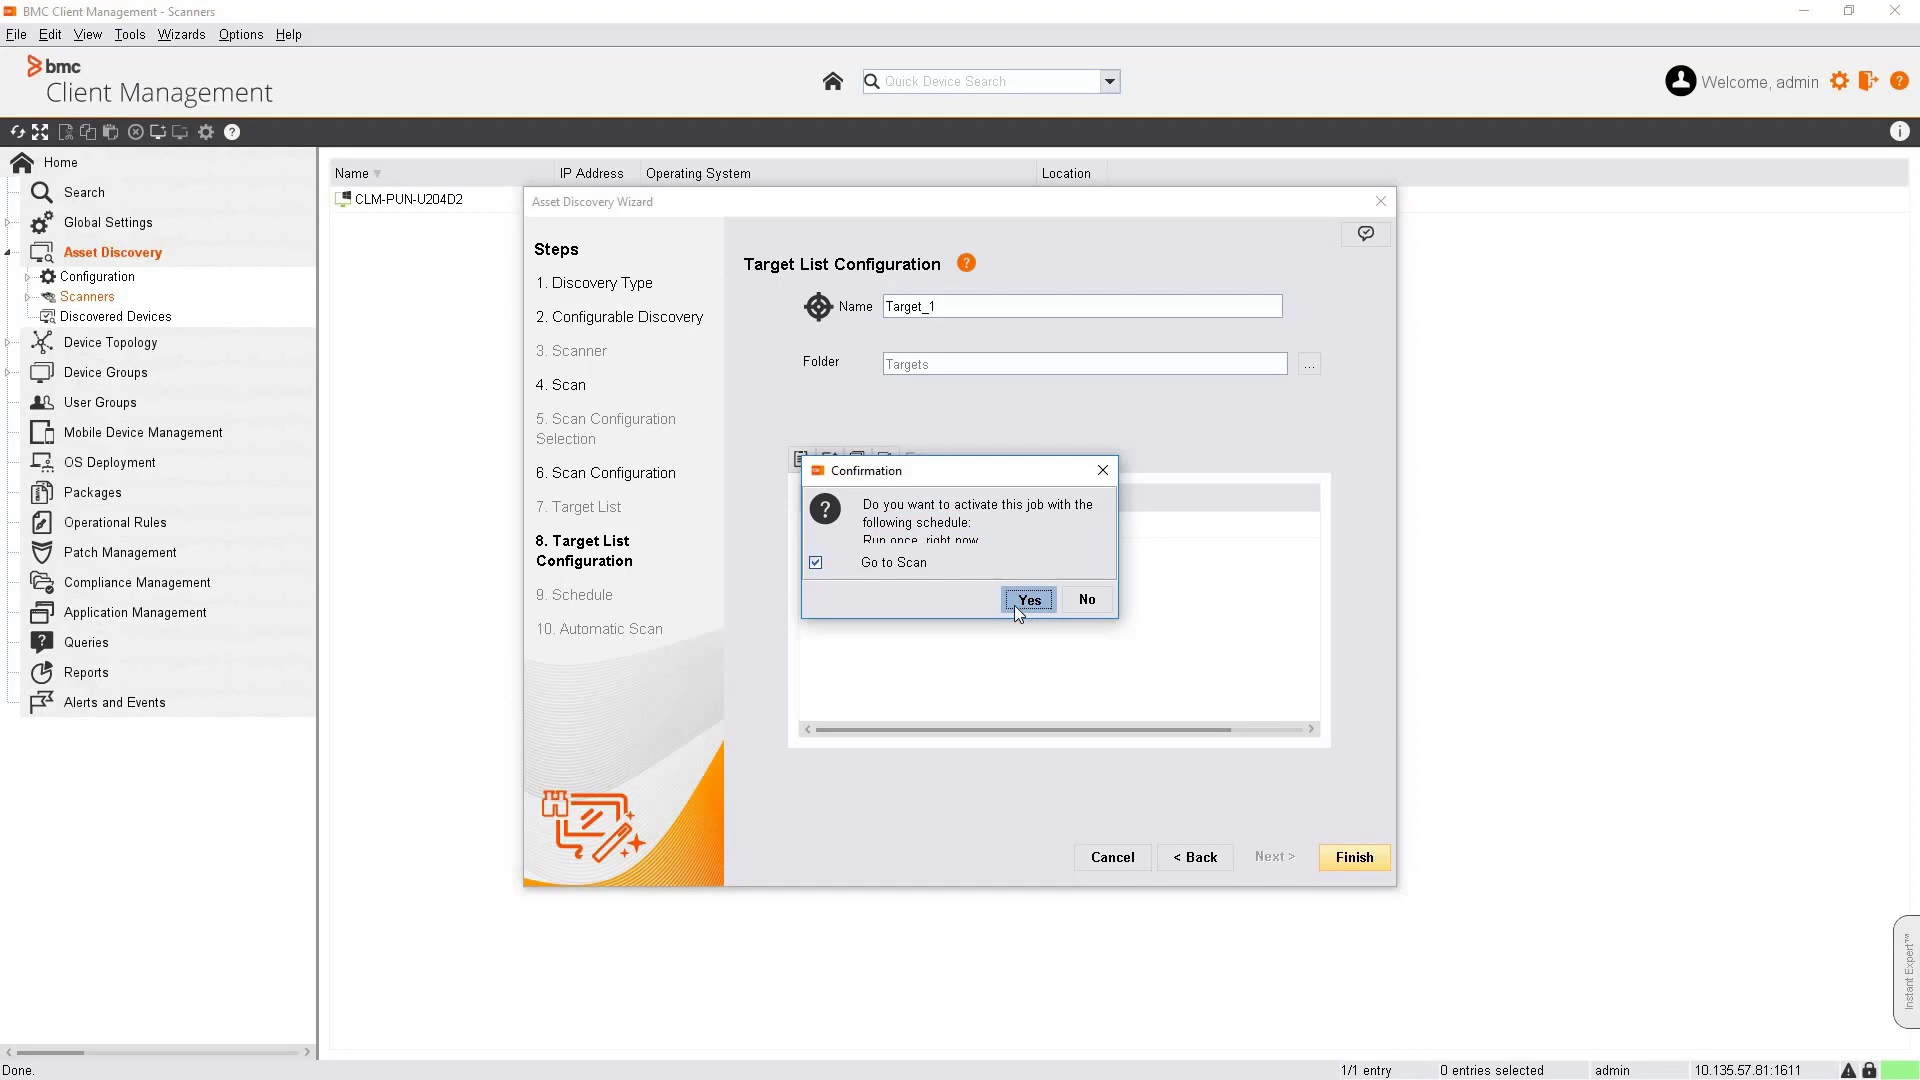 BMC Client Management - Scanners
File Edit View Tools Wizards Options Help
bmc
Client Management
Quick Device Search
Welcome, admin
Home
Search
Global Settings
Asset Discovery
Configuration
Scanners
Discovered Devices
Device Topology
Device Groups
User Groups
Mobile Device Management
OS Deployment
Packages
Operational Rules
Patch Management
Compliance Management
Application Management
Queries
Reports
Alerts and Events
Name IP Address Operating System Location
CLM-PUN-U204D2
Asset Discovery Wizard
Steps
1. Discovery Type
2. Configurable Discovery
3. Scanner
4. Scan
5. Scan Configuration
Selection
6. Scan Configuration
7. Target List
8. Target List
Configuration
9. Schedule
10. Automatic Scan
Target List Configuration
Name Target_1
Folder Targets ...
Confirmation
Do you want to activate this job with the
following schedule:
Run once, right now
Go to Scan
Yes No
Cancel < Back Next > Finish
Instant Expert™
Done. 1/1 entry 0 entries selected admin 10.135.57.81:1611